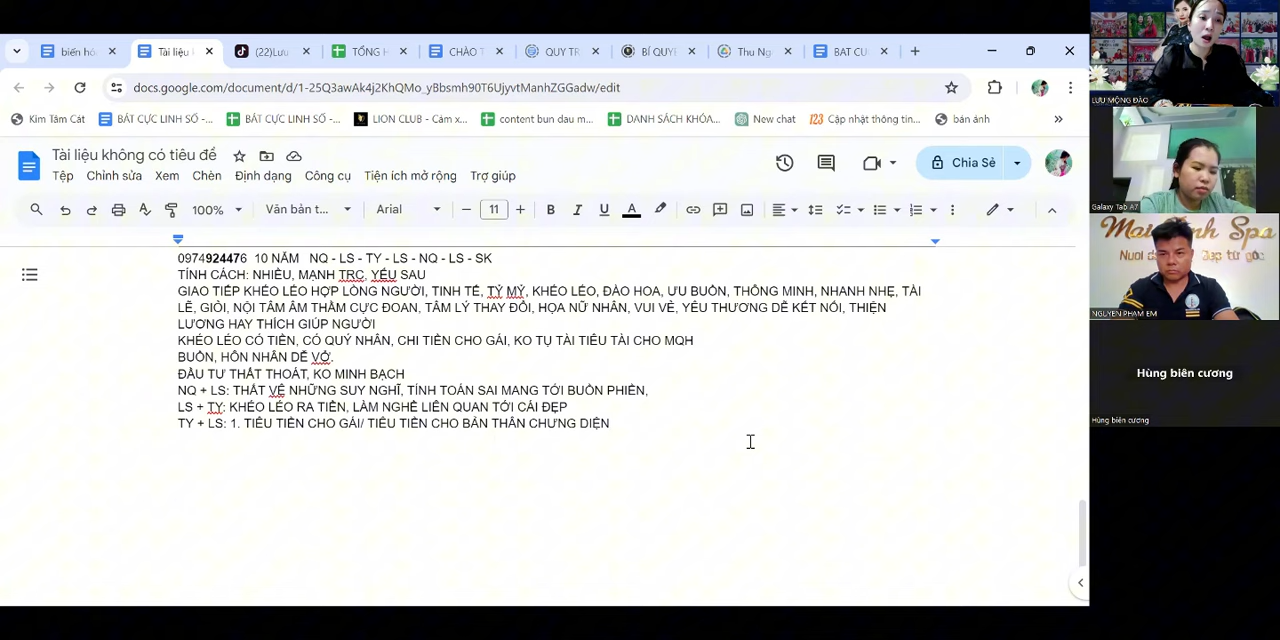 biến hó
Tài liệu k
(22)Lưu
TỔNG H
CHÀO T
QUY TR
BÍ QUYẾ
Thu Ng
BAT CU
docs.google.com/document/d/1-25Q3awAk4j2KhQMo_yBbsmh90T6UjyvtManhZGGadw/edit
Kim Tâm Cát
BÁT CỰC LINH SỐ -...
BÁT CỰC LINH SỐ -...
LION CLUB - Cụm x...
content bun dau m...
DANH SÁCH KHÓA...
New chat
123 Cập nhật thông tin...
bán ánh
Tài liệu không có tiêu đề
Tệp Chỉnh sửa Xem Chèn Định dạng Công cụ Tiện ích mở rộng Trợ giúp
Chia Sẻ
100% Văn bản t... Arial 11 B I U A
0974924476 10 NĂM NQ - LS - TY - LS - NQ - LS - SK
TÍNH CÁCH: NHIỀU, MẠNH TRC. YẾU SAU
GIAO TIẾP KHÉO LÉO HỢP LÒNG NGƯỜI, TINH TẾ, TỶ MỶ, KHÉO LÉO, ĐÀO HOA, ƯU BUỒN, THÔNG MINH, NHANH NHẸ, TÀI
LẼ, GIỎI, NỘI TÂM ÂM THẦM CỰC ĐOAN, TÂM LÝ THAY ĐỔI, HỌA NỮ NHÂN, VUI VẺ, YÊU THƯƠNG DỄ KẾT NỐI, THIỆN
LƯƠNG HAY THÍCH GIÚP NGƯỜI
KHÉO LÉO CÓ TIỀN, CÓ QUÝ NHÂN, CHI TIỀN CHO GÁI, KO TỤ TÀI TIÊU TÀI CHO MQH
BUỒN, HÔN NHÂN DỄ VỠ.
ĐẦU TƯ THẤT THOÁT, KO MINH BẠCH
NQ + LS: THẤT VỀ NHỮNG SUY NGHĨ, TÍNH TOÁN SAI MANG TỚI BUỒN PHIỀN,
LS + TY: KHÉO LÉO RA TIỀN, LÀM NGHỀ LIÊN QUAN TỚI CÁI ĐẸP
TY + LS: 1. TIÊU TIỀN CHO GÁI/ TIÊU TIỀN CHO BẢN THÂN CHƯNG DIỆN
LƯU MỘNG ĐÀO
Galaxy Tab A7
Spa
NGUYEN PHAM EM
Hùng biên cương
Hùng biên cương